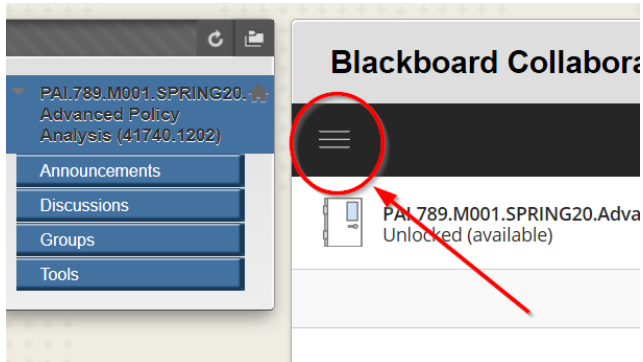 PAI.789.M001.SPRING20.
Advanced Policy
Analysis (41740.1202)
Announcements
Discussions
Groups
Tools
Blackboard Collabora
PAI.789.M001.SPRING20.Adva
Unlocked (available)